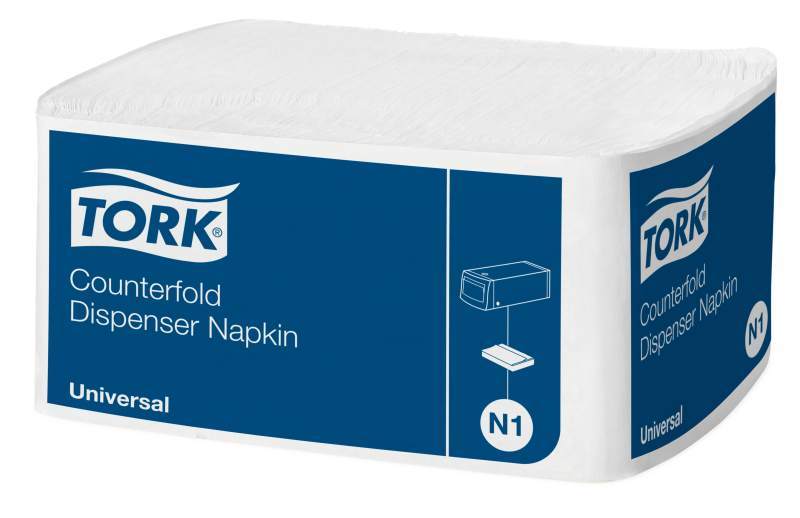 TORK®
Counterfold
Dispenser Napkin
Universal
N1
TORK®
Counterfold
Dispenser Napkin
N1
Universal